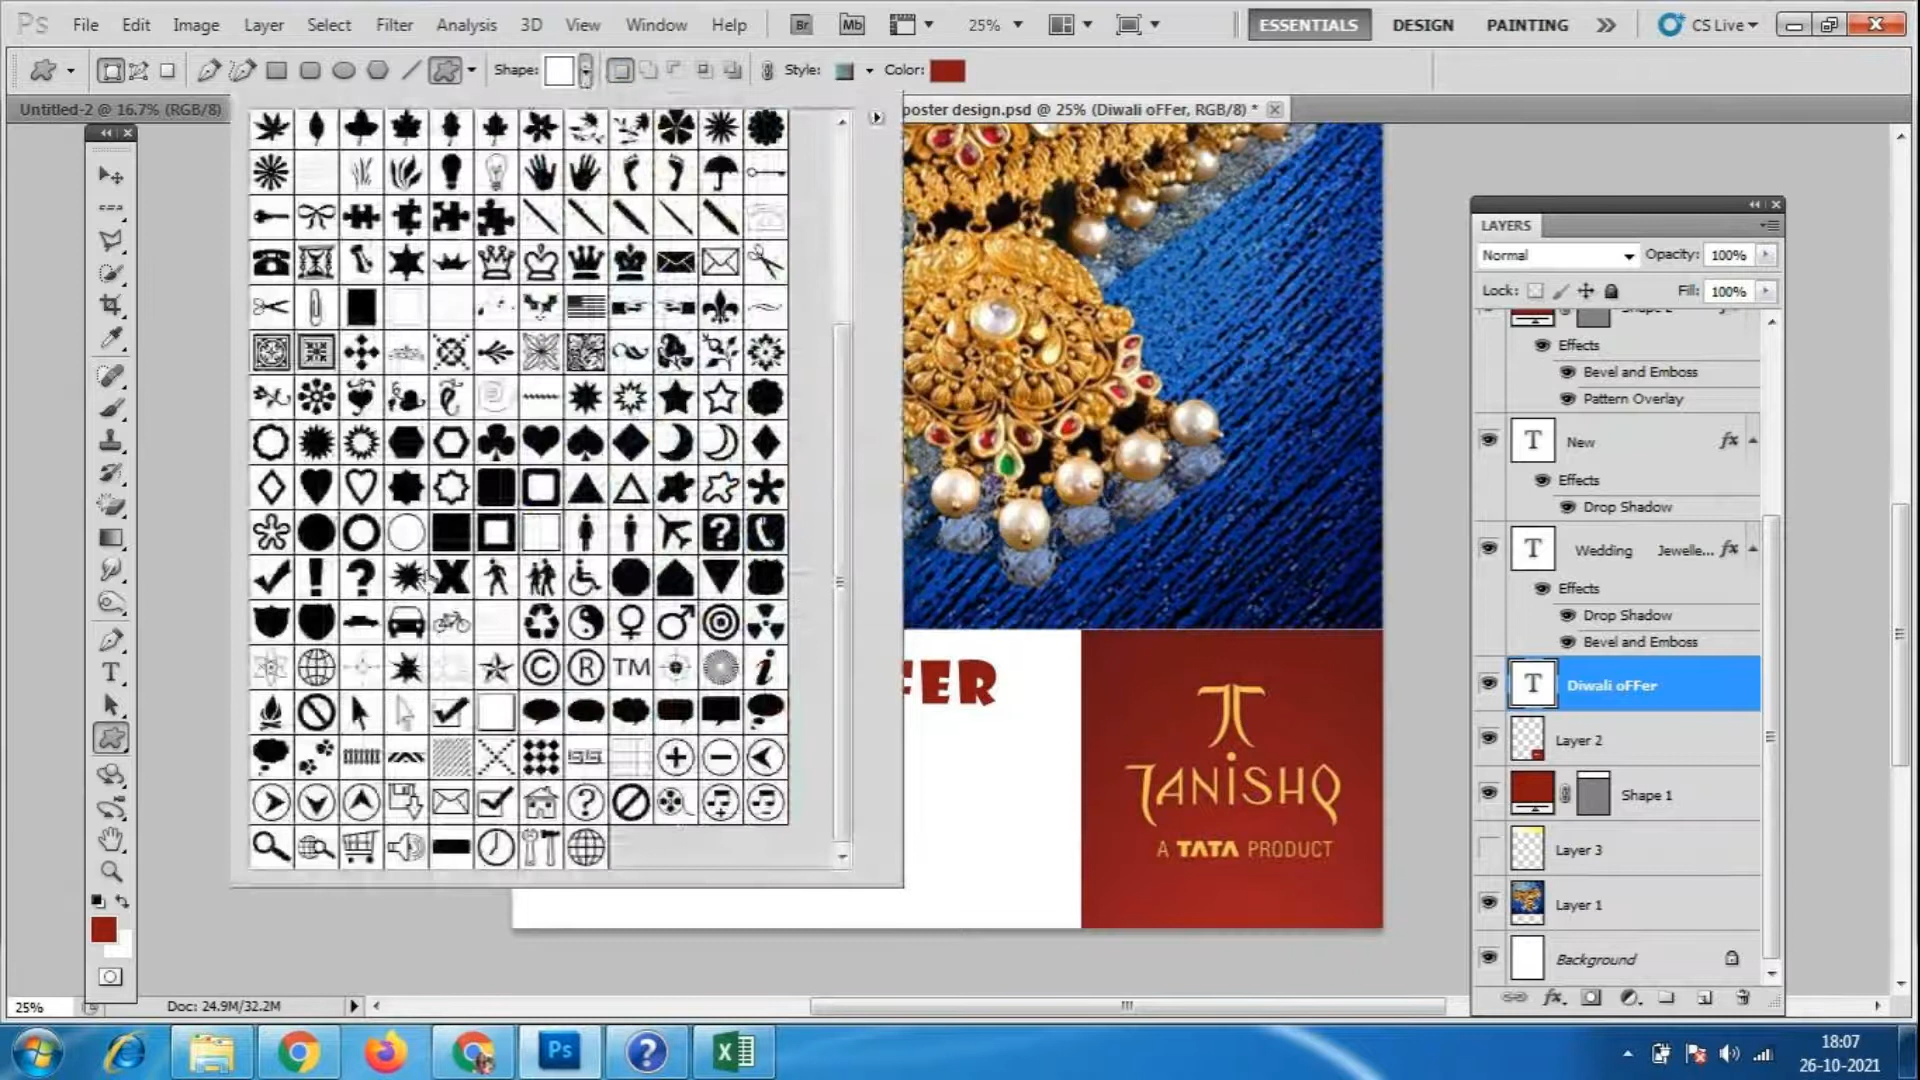 Ps File Edit Image Layer Select Filter Analysis 3D View Window Help Br Mb 25% ESSENTIALS DESIGN PAINTING CS Live
Shape: Style: Color:
Untitled-2 @ 16.7% (RGB/8) poster design.psd @ 25% (Diwali oFFer, RGB/8) *
LAYERS
Normal Opacity: 100%
Lock: Fill: 100%
Effects
Bevel and Emboss
Pattern Overlay
T New fx
Effects
Drop Shadow
T Wedding Jewelle... fx
Effects
Drop Shadow
Bevel and Emboss
T Diwali oFFer
Layer 2
Shape 1
Layer 3
Layer 1
Background
FER
TANISHQ
A TATA PRODUCT
TM
25% Doc: 24.9M/32.2M
Ps
18:07
26-10-2021